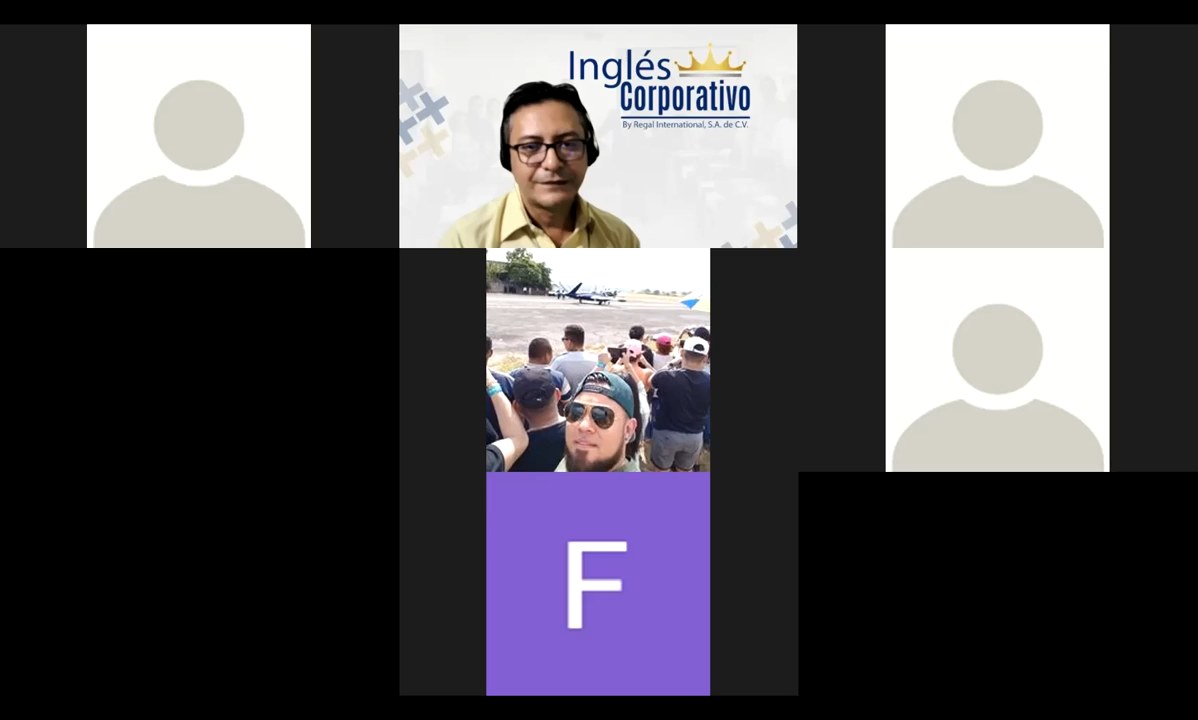 Inglés
Corporativo
By Regal International, S.A. de C.V.
F